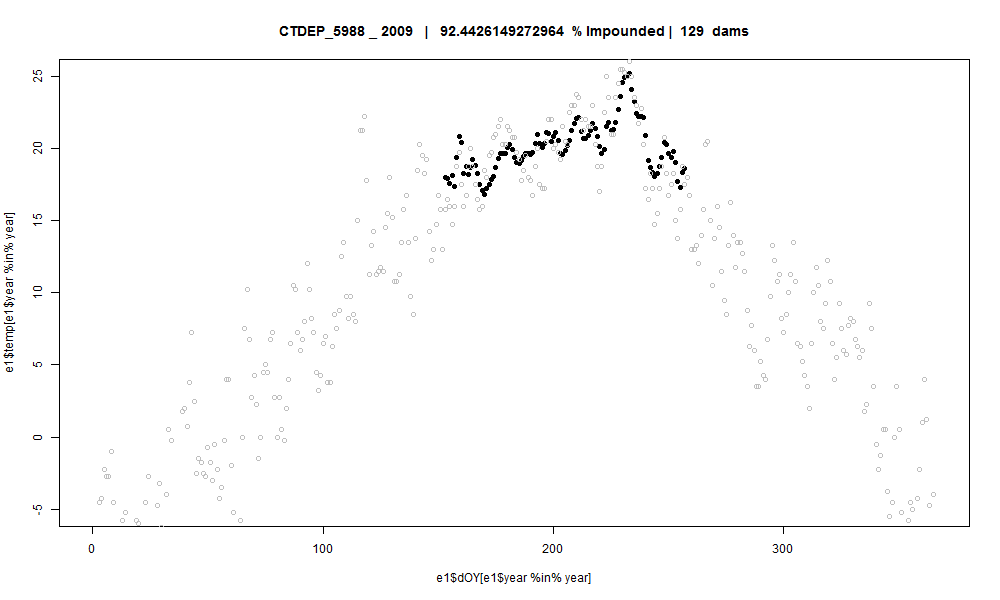 CTDEP_5988 _ 2009 | 92.4426149272964 % Impounded | 129 dams
25
20
15
10
5
0
-5
e1$temp[e1$year %in% year]
0 100 200 300
e1$dOY[e1$year %in% year]